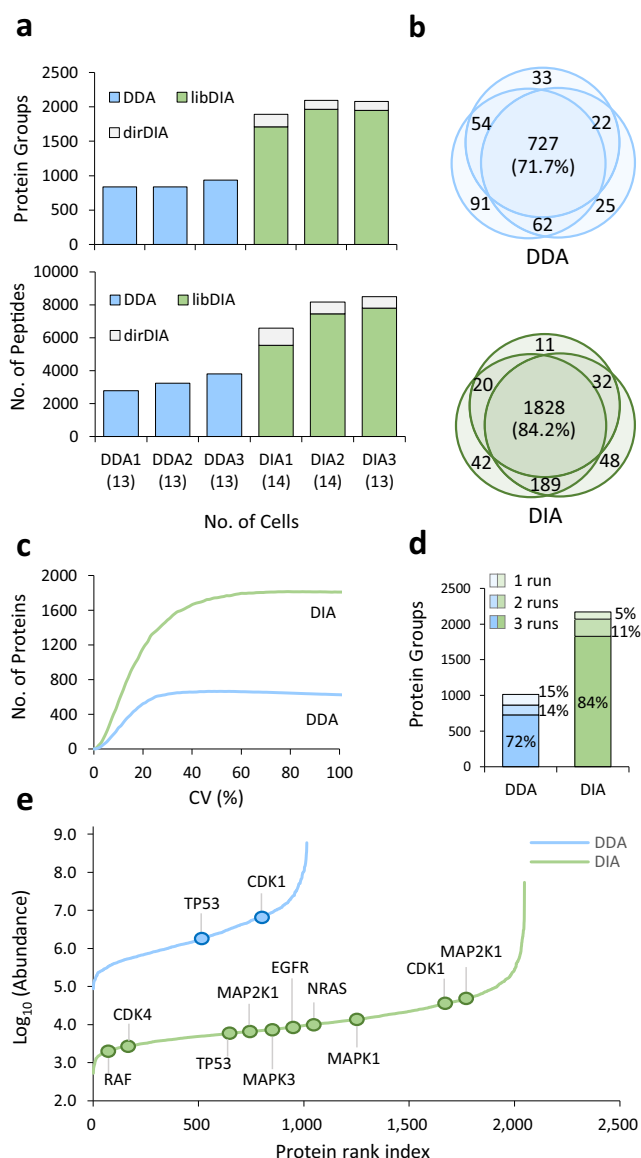 a
Protein Groups
2500
2000
1500
1000
500
0
DDA
libDIA
dirDIA
No. of Peptides
10000
8000
6000
4000
2000
0
DDA
libDIA
dirDIA
DDA1 DDA2 DDA3 DIA1 DIA2 DIA3
(13) (13) (13) (14) (14) (13)
No. of Cells
b
33
54
22
727
(71.7%)
91
25
62
DDA
11
20
32
1828
(84.2%)
42
48
189
DIA
c
No. of Proteins
2000
1600
1200
800
400
0
DIA
DDA
0 20 40 60 80 100
CV (%)
d
Protein Groups
2500
2000
1500
1000
500
0
1 run
2 runs
3 runs
15%
14%
72%
5%
11%
84%
DDA DIA
e
Log10 (Abundance)
9.0
8.0
7.0
6.0
5.0
4.0
3.0
2.0
DDA
DIA
TP53
CDK1
RAF
CDK4
TP53
MAP2K1
MAPK3
EGFR
NRAS
MAPK1
CDK1
MAP2K1
0 500 1,000 1,500 2,000 2,500
Protein rank index